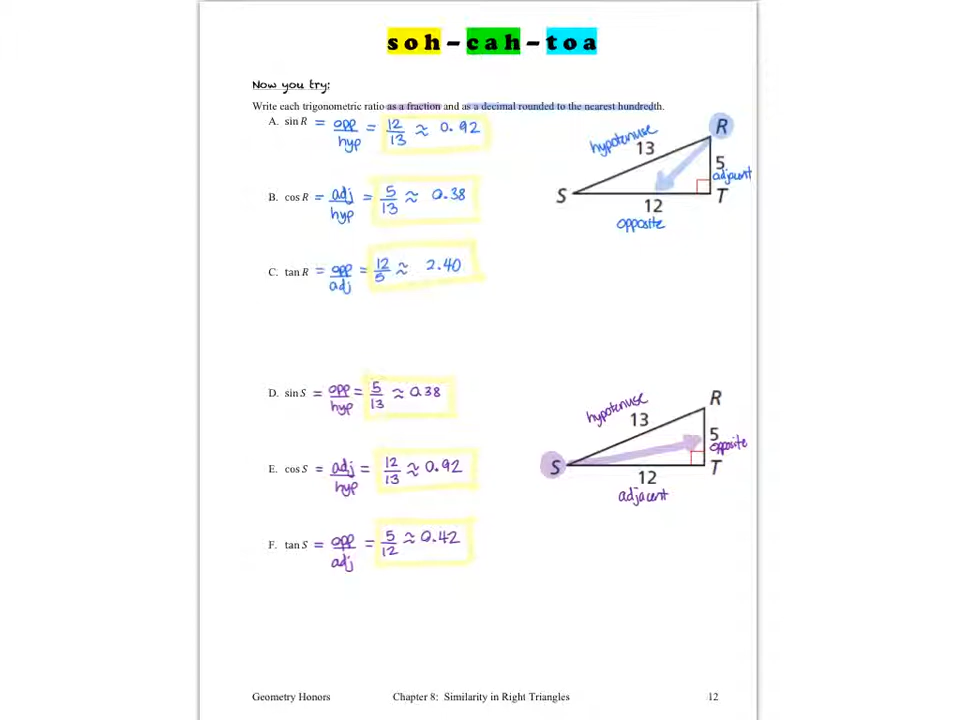 soh-cah-toa
Now you try:
Write each trigonometric ratio as a fraction and as a decimal rounded to the nearest hundredth.
A. sin R = opp/hyp = 12/13 ≈ 0.92
B. cos R = adj/hyp = 5/13 ≈ 0.38
C. tan R = opp/adj = 12/5 ≈ 2.40
R
hypotenuse
13
5
adjacent
S
12
T
opposite
D. sin S = opp/hyp = 5/13 ≈ 0.38
E. cos S = adj/hyp = 12/13 ≈ 0.92
F. tan S = opp/adj = 5/12 ≈ 0.42
R
hypotenuse
13
5
opposite
S
12
T
adjacent
Geometry Honors Chapter 8: Similarity in Right Triangles 12